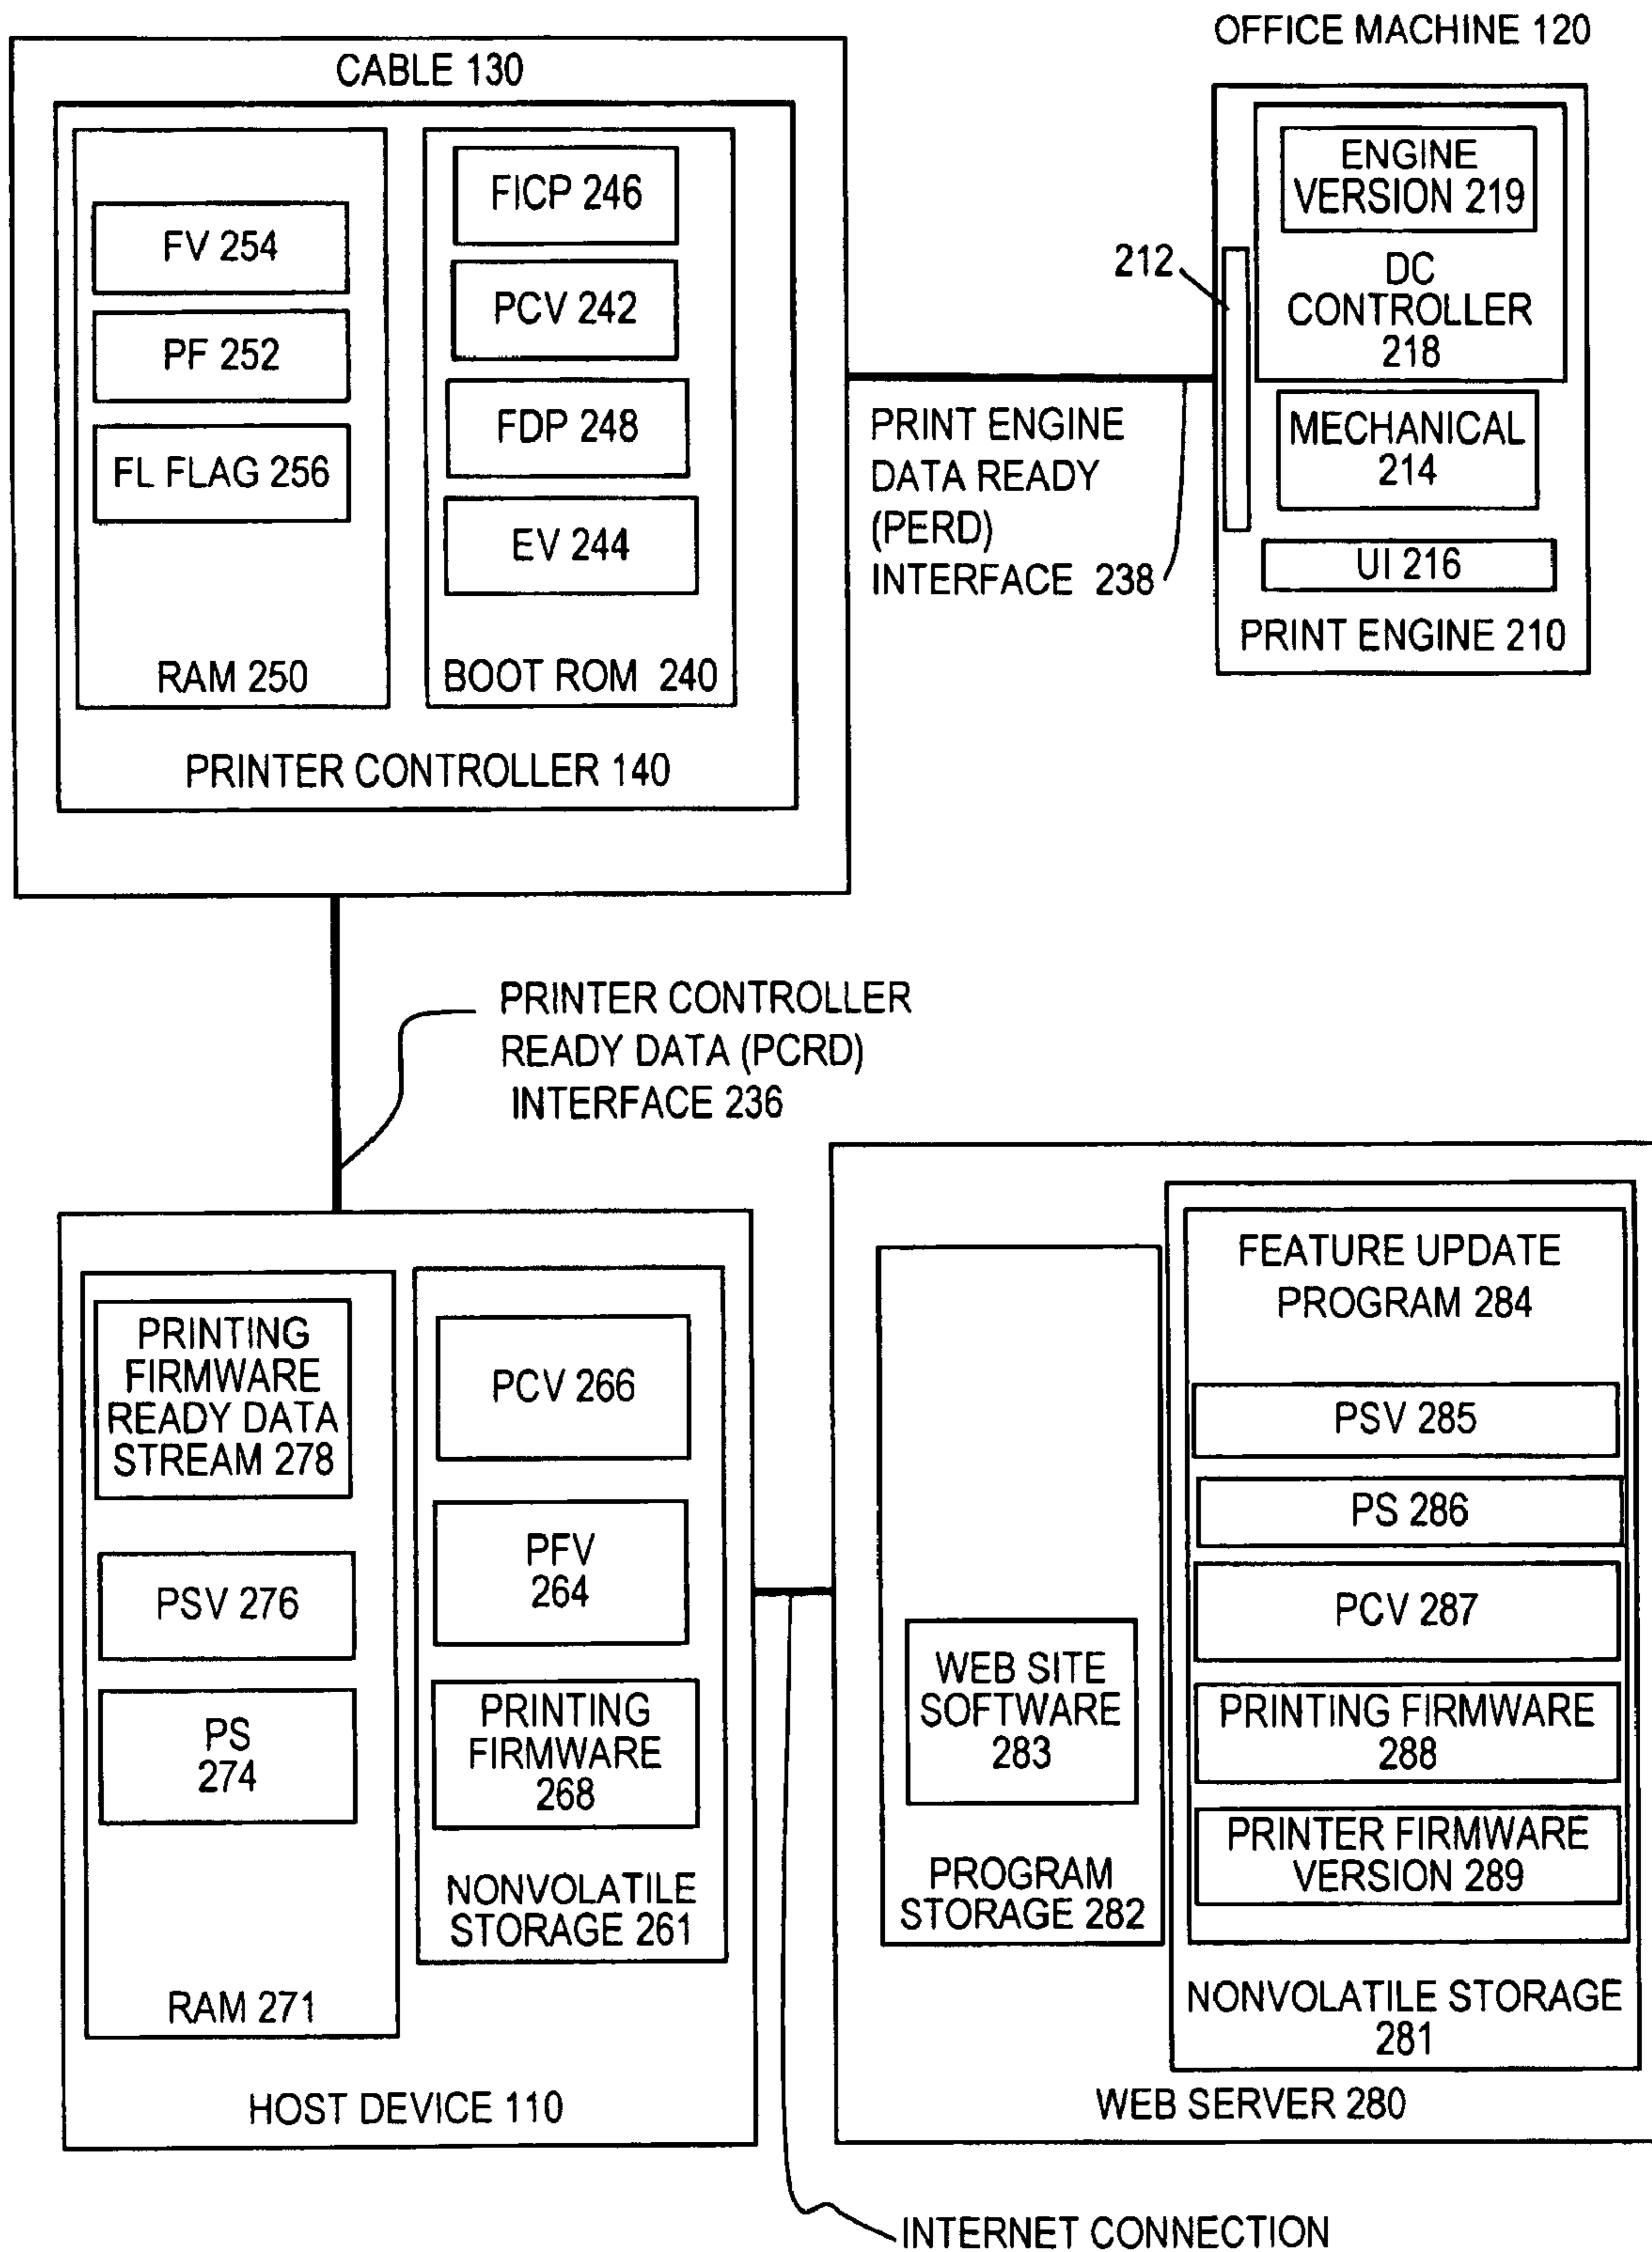 OFFICE MACHINE 120
CABLE 130
FV 254
PF 252
FL FLAG 256
RAM 250
FICP 246
PCV 242
FDP 248
EV 244
BOOT ROM 240
PRINTER CONTROLLER 140
PRINT ENGINE
DATA READY
(PERD)
INTERFACE 238
212
ENGINE
VERSION 219
DC
CONTROLLER
218
MECHANICAL
214
UI 216
PRINT ENGINE 210
PRINTER CONTROLLER
READY DATA (PCRD)
INTERFACE 236
PRINTING
FIRMWARE
READY DATA
STREAM 278
PSV 276
PS
274
RAM 271
PCV 266
PFV
264
PRINTING
FIRMWARE
268
NONVOLATILE
STORAGE 261
HOST DEVICE 110
WEB SITE
SOFTWARE
283
PROGRAM
STORAGE 282
FEATURE UPDATE
PROGRAM 284
PSV 285
PS 286
PCV 287
PRINTING FIRMWARE
288
PRINTER FIRMWARE
VERSION 289
NONVOLATILE STORAGE
281
WEB SERVER 280
INTERNET CONNECTION